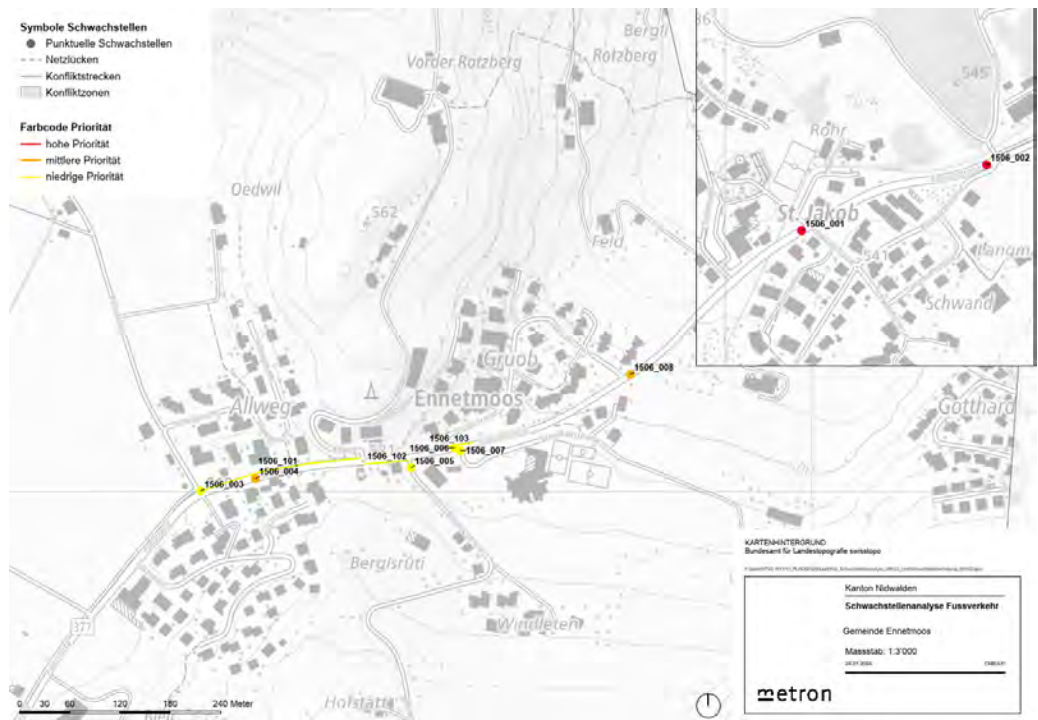 Symbole Schwachstellen
Punktuelle Schwachstellen
Netzlücken
Konfliktstrecken
Konfliktzonen
Farbcode Priorität
hohe Priorität
mittlere Priorität
niedrige Priorität
Vorder Rotzberg
Bergli
Rotzberg
Oedwil
562
Feld
545
Rohr
1506_002
St. Jakob
1506_001
541
Schwand
Gruob
1506_008
Ennetmoos
Allweg
Gotthard
1506_103
1506_006
1506_007
1506_101
1506_102
1506_005
1506_004
1506_003
Berglisrüti
Windleten
377
Hofstatt
0 30 60 120 180 240 Meter
KARTENHINTERGRUND
Bundesamt für Landestopografie swisstopo
Kanton Nidwalden
Schwachstellenanalyse Fussverkehr
Gemeinde Ennetmoos
Massstab: 1:3'000
metron